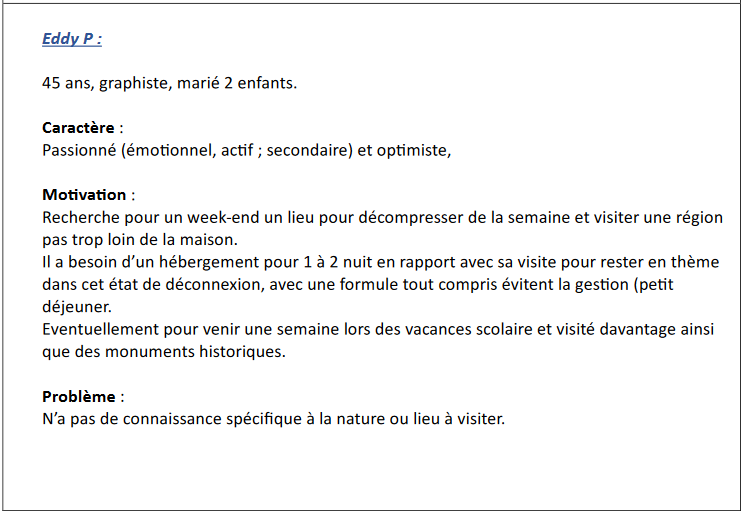 Eddy P :
45 ans, graphiste, marié 2 enfants.
Caractère :
Passionné (émotionnel, actif ; secondaire) et optimiste,
Motivation :
Recherche pour un week-end un lieu pour décompresser de la semaine et visiter une région
pas trop loin de la maison.
Il a besoin d’un hébergement pour 1 à 2 nuit en rapport avec sa visite pour rester en thème
dans cet état de déconnexion, avec une formule tout compris évitent la gestion (petit
déjeuner.
Eventuellement pour venir une semaine lors des vacances scolaire et visité davantage ainsi
que des monuments historiques.
Problème :
N’a pas de connaissance spécifique à la nature ou lieu à visiter.